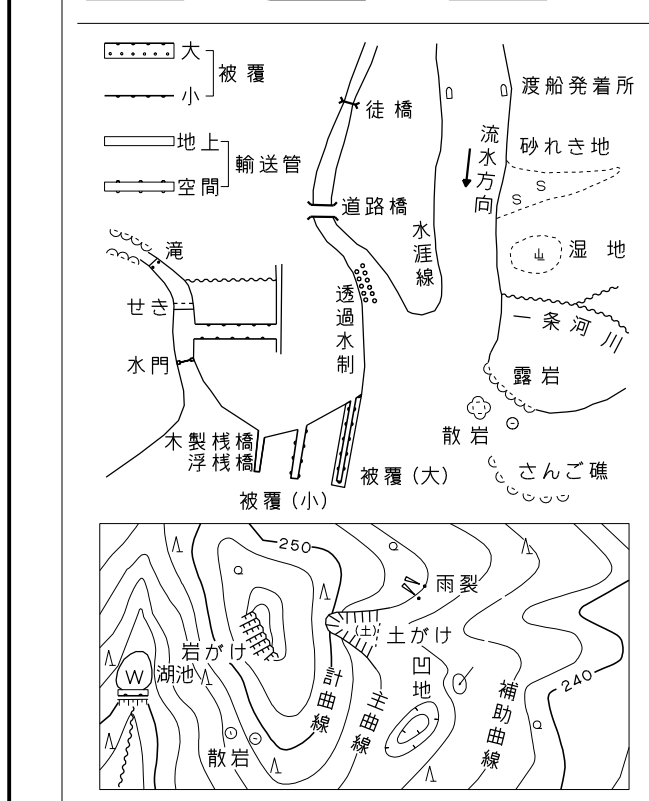 大
被覆
小
地上
輸送管
空間
徒橋
道路橋
渡船発着所
流水方向
砂れき地
S
S
水涯線
湿地
滝
せき
水門
透過水制
一条河川
露岩
散岩
木製桟橋
浮桟橋
被覆(大)
被覆(小)
さんご礁
250
雨裂
(土)
土がけ
岩がけ
湖池
W
凹地
計曲線
主曲線
補助曲線
240
散岩